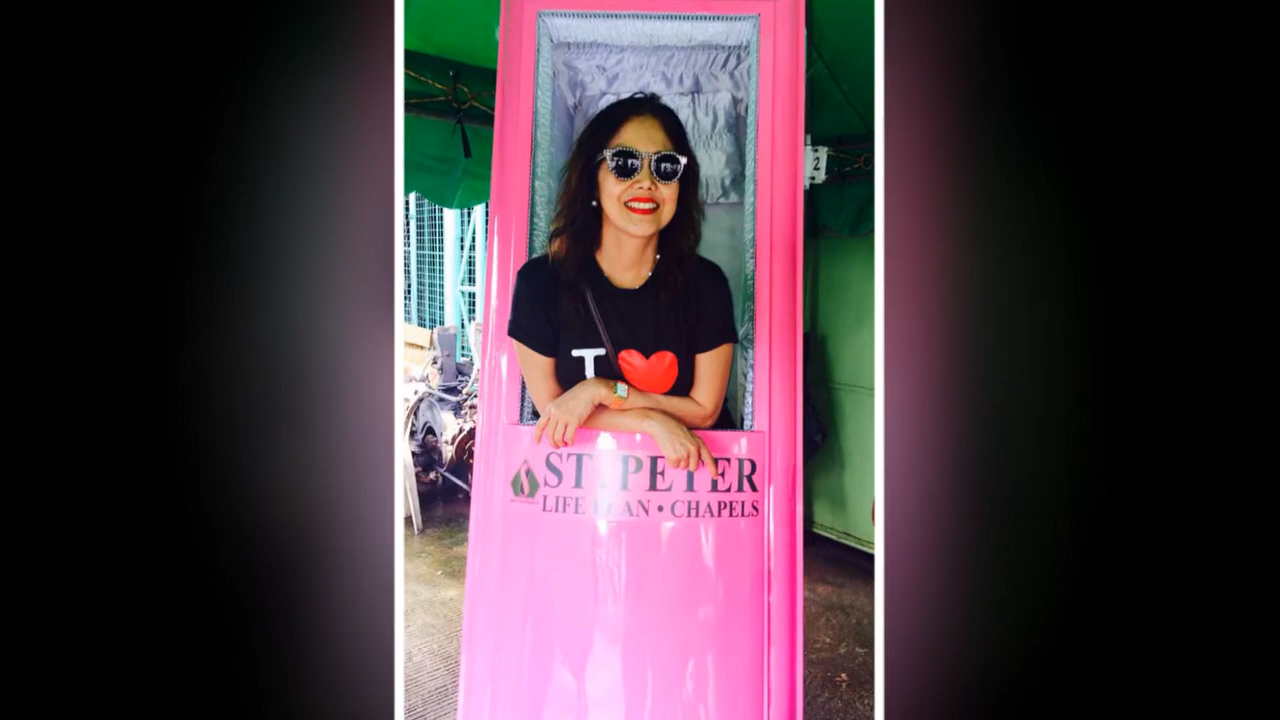 2
I
ST. PETER
LIFE PLAN • CHAPELS